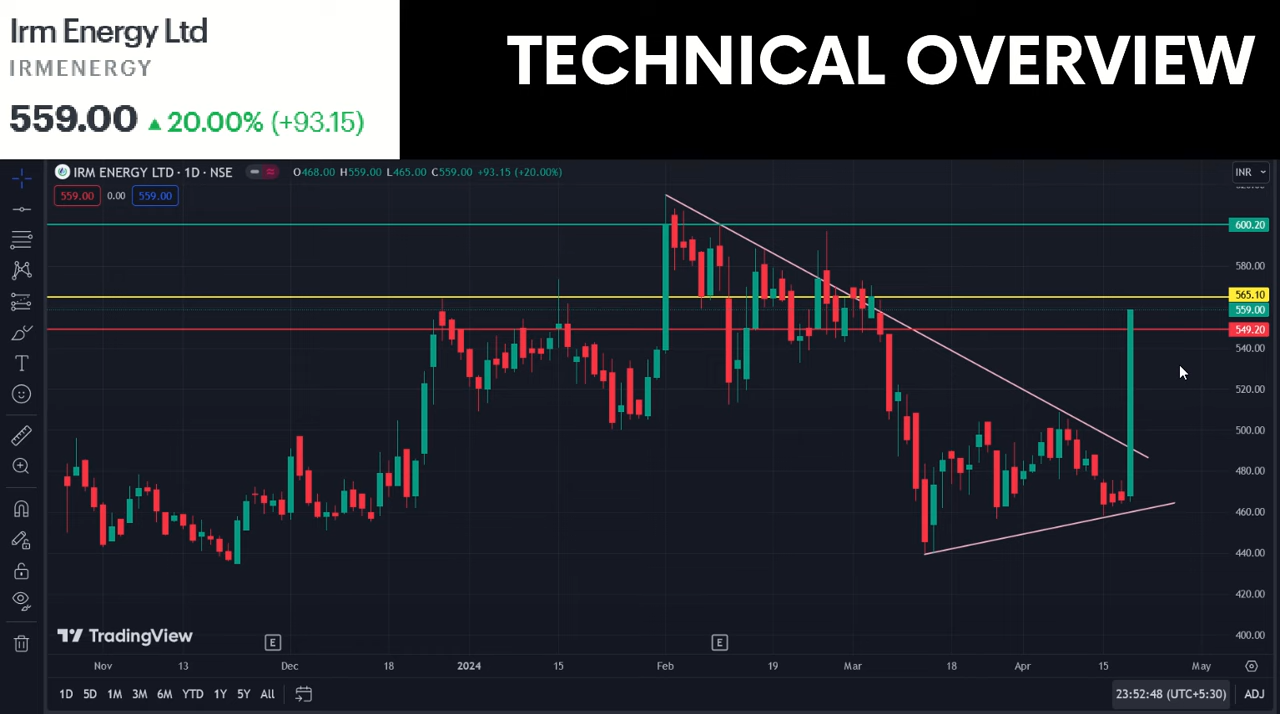 Irm Energy Ltd
IRMENERGY
559.00 ▲ 20.00% (+93.15)
TECHNICAL OVERVIEW
IRM ENERGY LTD · 1D · NSE
O468.00 H559.00 L465.00 C559.00 +93.15 (+20.00%)
INR
559.00 0.00 559.00
600.20
580.00
565.10
559.00
549.20
540.00
520.00
500.00
480.00
460.00
440.00
420.00
400.00
TradingView
E E
Nov 13 Dec 18 2024 15 Feb 19 Mar 18 Apr 15 May
1D 5D 1M 3M 6M YTD 1Y 5Y All
23:52:48 (UTC+5:30) ADJ